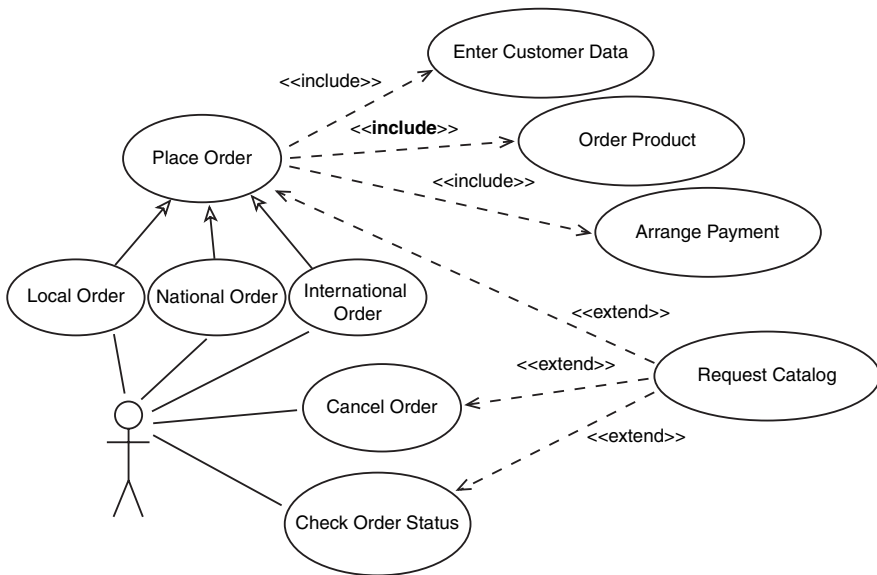 Enter Customer Data
<<include>>
<<include>>
Order Product
Place Order
<<include>>
Arrange Payment
Local Order
National Order
International
Order
<<extend>>
<<extend>>
Request Catalog
Cancel Order
<<extend>>
Check Order Status